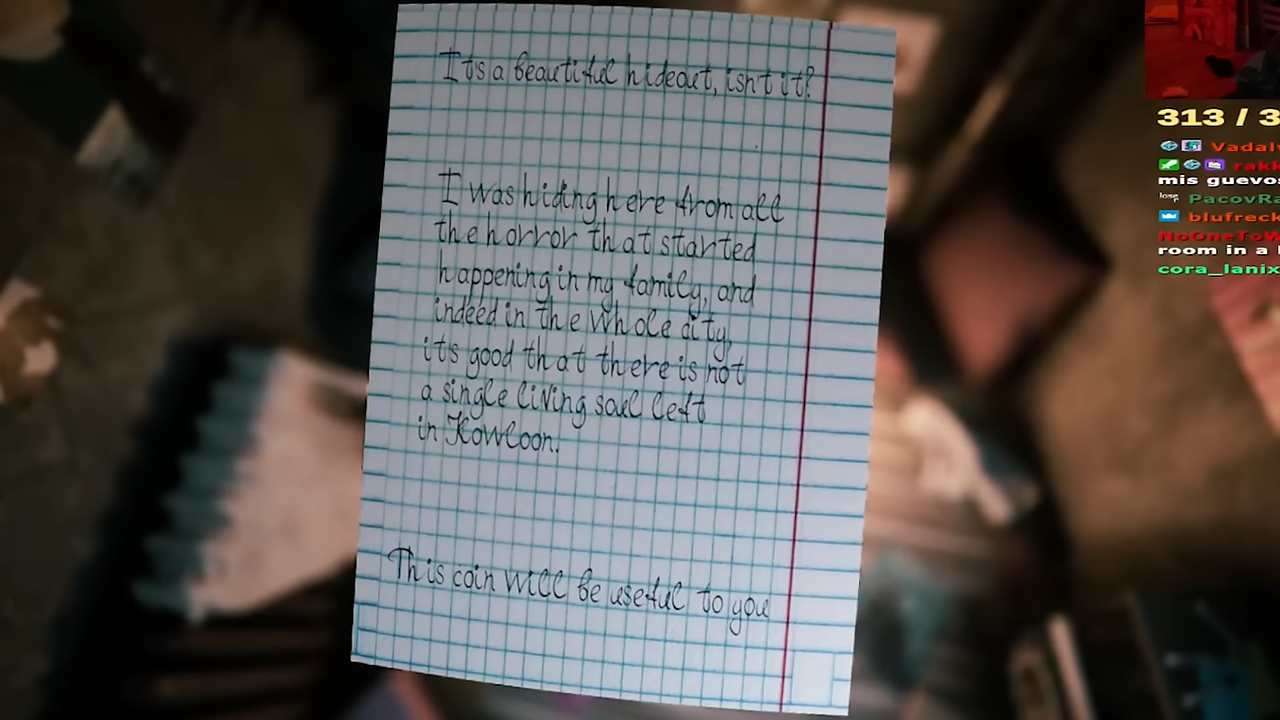 Its a beautiful hideout, isnt it?
I was hiding here from all
the horror that started
happening in my family, and
indeed in the whole city,
it's good that there is not
a single living soul left
in Kowloon.
This coin will be useful to you
313 / 3
mis guevos
room in a
cora_lanix